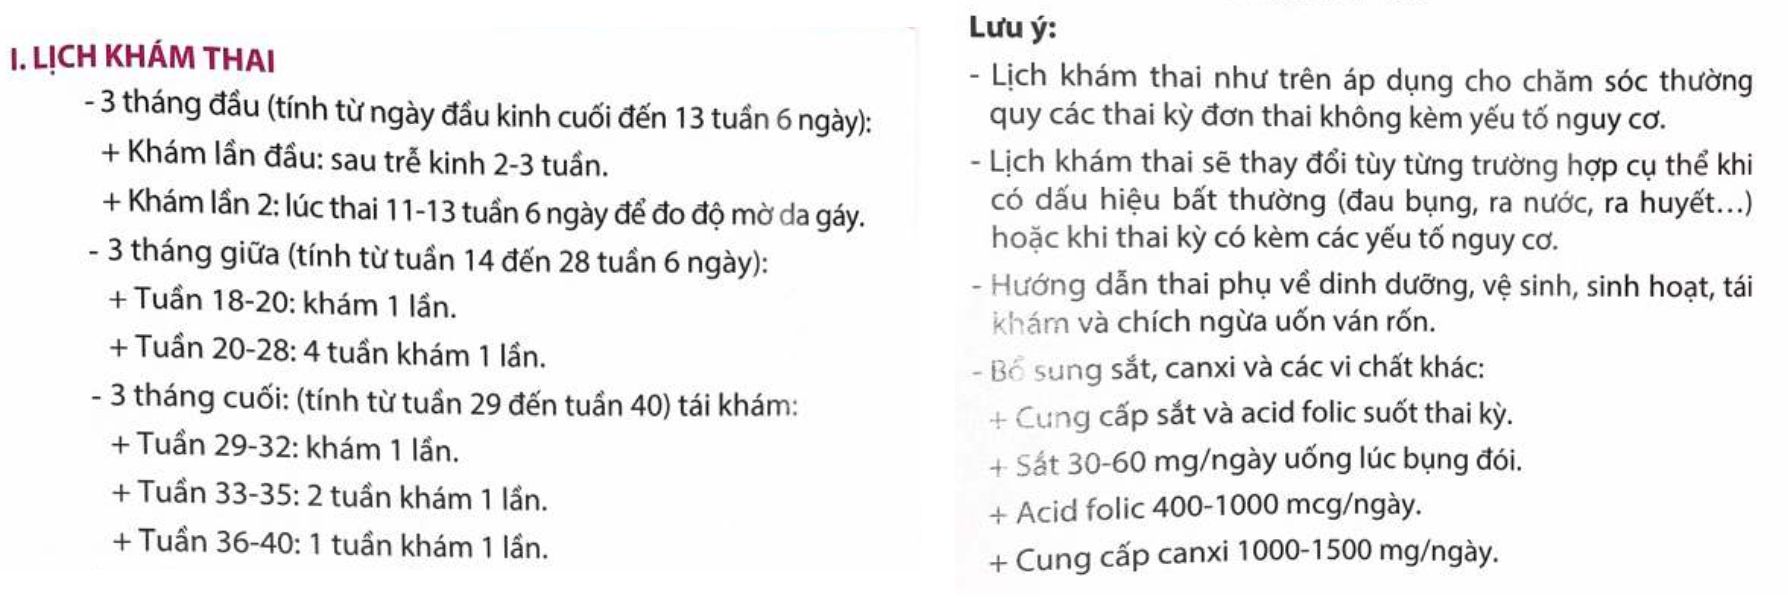 I. LỊCH KHÁM THAI
- 3 tháng đầu (tính từ ngày đầu kinh cuối đến 13 tuần 6 ngày):
+ Khám lần đầu: sau trễ kinh 2-3 tuần.
+ Khám lần 2: lúc thai 11-13 tuần 6 ngày để đo độ mờ da gáy.
- 3 tháng giữa (tính từ tuần 14 đến 28 tuần 6 ngày):
+ Tuần 18-20: khám 1 lần.
+ Tuần 20-28: 4 tuần khám 1 lần.
- 3 tháng cuối: (tính từ tuần 29 đến tuần 40) tái khám:
+ Tuần 29-32: khám 1 lần.
+ Tuần 33-35: 2 tuần khám 1 lần.
+ Tuần 36-40: 1 tuần khám 1 lần.
Lưu ý:
- Lịch khám thai như trên áp dụng cho chăm sóc thường
quy các thai kỳ đơn thai không kèm yếu tố nguy cơ.
- Lịch khám thai sẽ thay đổi tùy từng trường hợp cụ thể khi
có dấu hiệu bất thường (đau bụng, ra nước, ra huyết...)
hoặc khi thai kỳ có kèm các yếu tố nguy cơ.
- Hướng dẫn thai phụ về dinh dưỡng, vệ sinh, sinh hoạt, tái
khám và chích ngừa uốn ván rốn.
- Bổ sung sắt, canxi và các vi chất khác:
+ Cung cấp sắt và acid folic suốt thai kỳ.
+ Sắt 30-60 mg/ngày uống lúc bụng đói.
+ Acid folic 400-1000 mcg/ngày.
+ Cung cấp canxi 1000-1500 mg/ngày.